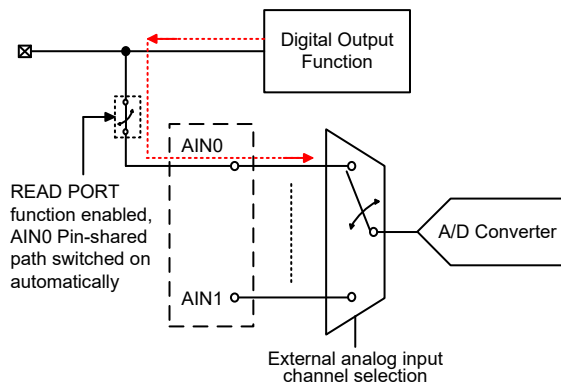 Digital Output
Function
AIN0
READ PORT
function enabled,
AIN0 Pin-shared
path switched on
automatically
A/D Converter
AIN1
External analog input
channel selection